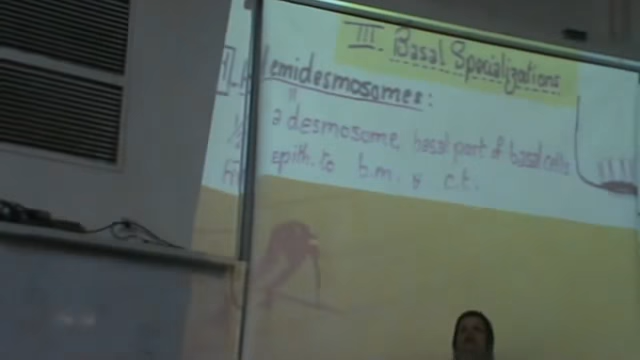 III Basal Specializations
Hemidesmosomes:
1/2 a desmosome, basal part of basal cells
epith. to b.m. & c.t.